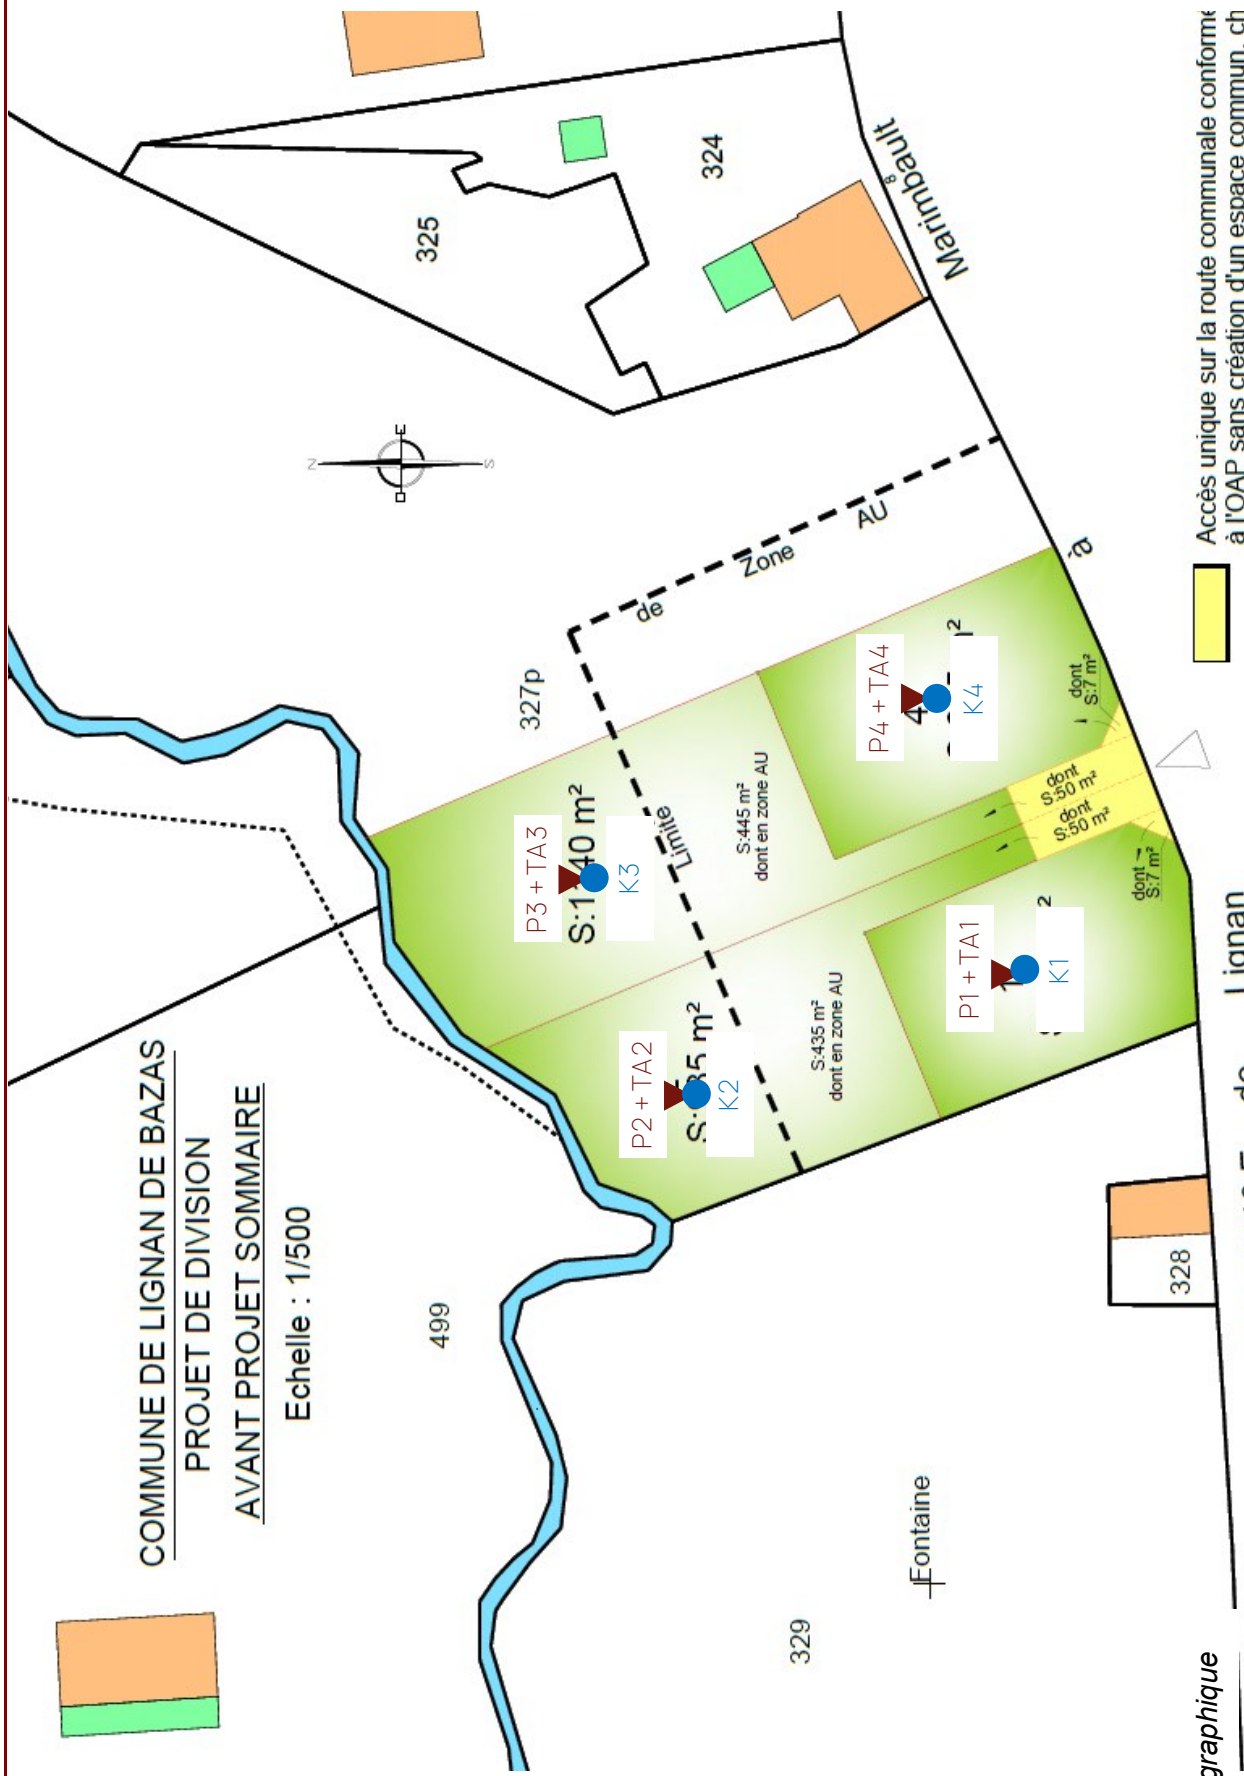 COMMUNE DE LIGNAN DE BAZAS
PROJET DE DIVISION
AVANT PROJET SOMMAIRE
Echelle : 1/500
325
324
Marimbault
8
N
E
S
O
327p
499
Limite
de
Zone
AU
à
P3 + TA3
K3
P2 + TA2
K2
S:445 m²
dont en zone AU
S:435 m²
dont en zone AU
P4 + TA4
K4
P1 + TA1
K1
dont
S:50 m²
dont
S:50 m²
dont
S:7 m²
dont
S:7 m²
328
329
Fontaine
Lignan
de
Accès unique sur la route communale
à l'OAP sans création d'un espace commun,
graphique